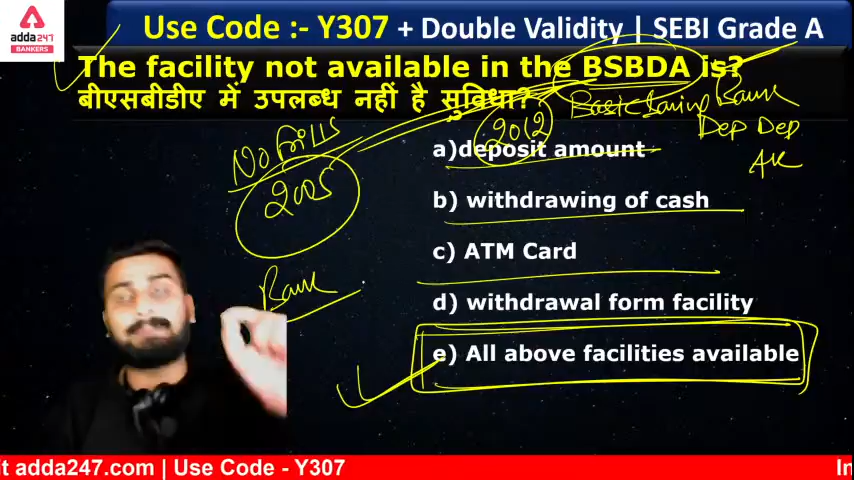 adda247
BANKERS
Use Code :- Y307 + Double Validity | SEBI Grade A
The facility not available in the BSBDA is?
बीएसबीडीए में उपलब्ध नहीं है सुविधा?
Basic Saving Bank
Dep Dep
A/c
No frills
2005
2012
Bank
a)deposit amount
b) withdrawing of cash
c) ATM Card
d) withdrawal form facility
e) All above facilities available
t adda247.com | Use Code - Y307
In